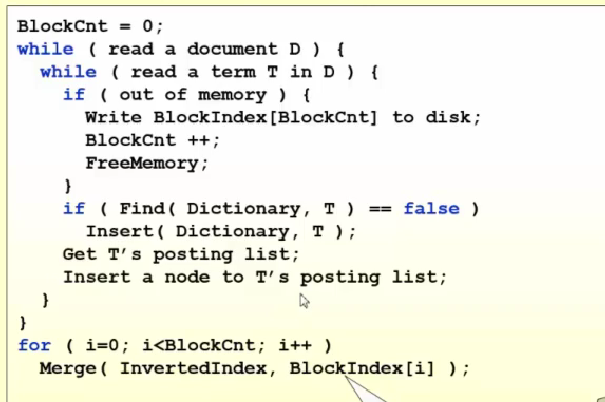 BlockCnt = 0;
while ( read a document D ) {
while ( read a term T in D ) {
if ( out of memory ) {
Write BlockIndex[BlockCnt] to disk;
BlockCnt ++;
FreeMemory;
}
if ( Find( Dictionary, T ) == false )
Insert( Dictionary, T );
Get T's posting list;
Insert a node to T's posting list;
}
}
for ( i=0; i<BlockCnt; i++ )
Merge( InvertedIndex, BlockIndex[i] );